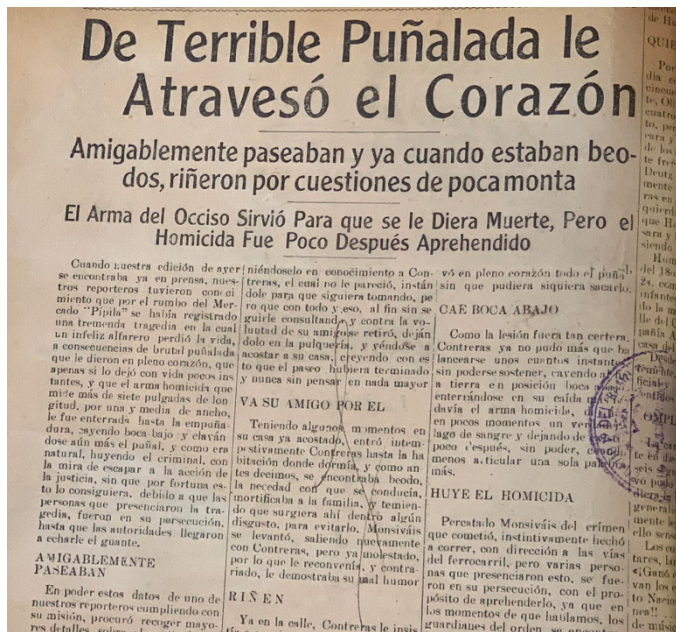 De Terrible Puñalada le
Atravesó el Corazón
Amigablemente paseaban y ya cuando estaban beo-
dos, riñeron por cuestiones de poca monta
El Arma del Occiso Sirvió Para que se le Diera Muerte, Pero el
Homicida Fue Poco Después Aprehendido
Cuando nuestra edición de ayer
se encontraba ya en prensa, nues-
tros reporteros tuvieron conoci
miento que por el rumbo del Mer-
cado "Pípila" se había registrado
una tremenda tragedia en la cual
un infeliz alfarero perdió la vida,
a consecuencias de brutal puñalada
que le dieron en pleno corazón, que
apenas si lo dejó con vida pocos ins
tantes, y que el arma homicida que
mide más de siete pulgadas de lon
gitud, por una y media de ancho,
le fue enterrada hasta la empuña-
dura, cayendo boca bajo y claván
dose aún más el puñal, y como era
natural, huyendo el criminal, con
la mira de escapar a la acción de
la justicia, sin que por fortuna es-
to lo consiguiera, debido a que las
personas que presenciaron la tra-
gedia, fueron en su persecución,
hasta que las autoridades llegaron
a echarle el guante.
AMIGABLEMENTE
PASEABAN
En poder estos datos de uno de
nuestros reporteros cumpliendo con
su misión, procuró recoger mayo-
res detalles
niéndoselo en conocimiento a Con-
treras, el cual no le pareció, instán
dole para que siguiera tomando, pe
ro que con todo y eso, al fin sin se
guirle consultando y contra la vo-
luntad de su amigo se retiró, deján
dolo en la pulquería, y yéndose a
acostar a su casa, creyendo con es
to que el paseo hubiera terminado
y nunca sin pensar en nada mayor
VA SU AMIGO POR EL
Teniendo algunos momentos en
su casa ya acostado, entró intem-
pestivamente Contreras hasta la ha
bitación donde dormía, y como an
tes decimos, se encontraba beodo,
la necedad con que se conducía,
mortificaba a la familia, y temien-
do que surgiera ahí dentro algún
disgusto, para evitarlo, Monsiváis
se levantó, saliendo nuevamente
con Contreras, pero ya molestado,
por lo que le reconvenía, y contra-
riado, le demostraba su mal humor
RIÑEN
Ya en la calle, Contreras le insis
vó en pleno corazón todo el puñal,
sin que pudiera siquiera sacarlo.
CAE BOCA ABAJO
Como la lesión fuera tan certera,
Contreras ya no pudo más que ba
lancearse unos cuantos instantes
sin poderse sostener, cayendo
a tierra en posición boca
enterrándose en su caída
davía el arma homicida,
en pocos momentos un
lago de sangre y dejando de
poco después, sin poder,
menos articular una sola
más.
HUYE EL HOMICIDA
Percatado Monsiváis del crimen
que cometió, instintivamente hechó
a correr, con dirección a las vías
del ferrocarril, pero varias perso-
nas que presenciaron esto, se fue-
ron en su persecución, con el pro-
pósito de aprehenderlo, ya que en
los momentos de que hablamos, los
guardianes del orden